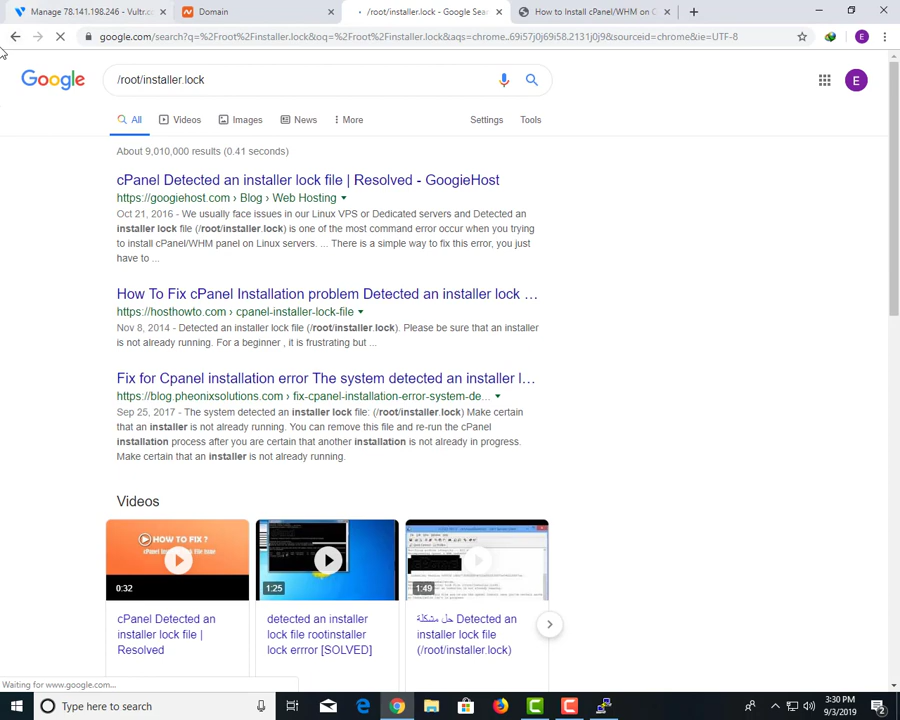 Manage 78.141.198.246 - Vultr.c
Domain
/root/installer.lock - Google Sear
How to Install cPanel/WHM on C
google.com/search?q=%2Froot%2Finstaller.lock&oq=%2Froot%2Finstaller.lock&aqs=chrome..69i57j0j69i58.2131j0j9&sourceid=chrome&ie=UTF-8
E
Google
/root/installer.lock
E
All
Videos
Images
News
More
Settings
Tools
About 9,010,000 results (0.41 seconds)
cPanel Detected an installer lock file | Resolved - GoogieHost
https://googiehost.com › Blog › Web Hosting
Oct 21, 2016 - We usually face issues in our Linux VPS or Dedicated servers and Detected an
installer lock file (/root/installer.lock) is one of the most command error occur when you trying
to install cPanel/WHM panel on Linux servers. ... There is a simple way to fix this error, you just
have to ...
How To Fix cPanel Installation problem Detected an installer lock ...
https://hosthowto.com › cpanel-installer-lock-file
Nov 8, 2014 - Detected an installer lock file (/root/installer.lock). Please be sure that an installer
is not already running. For a beginner , it is frustrating but ...
Fix for Cpanel installation error The system detected an installer l...
https://blog.pheonixsolutions.com › fix-cpanel-installation-error-system-de...
Sep 25, 2017 - The system detected an installer lock file: (/root/installer.lock) Make certain
that an installer is not already running. You can remove this file and re-run the cPanel
installation process after you are certain that another installation is not already in progress.
Make certain that an installer is not already running.
Videos
HOW TO FIX ?
cPanel Install Lock File Issue
0:32
1:25
1:49
cPanel Detected an
installer lock file |
Resolved
detected an installer
lock file rootinstaller
lock errror [SOLVED]
حل مشكلة Detected an
installer lock file
(/root/installer.lock)
Waiting for www.google.com...
Type here to search
3:30 PM
9/3/2019
2